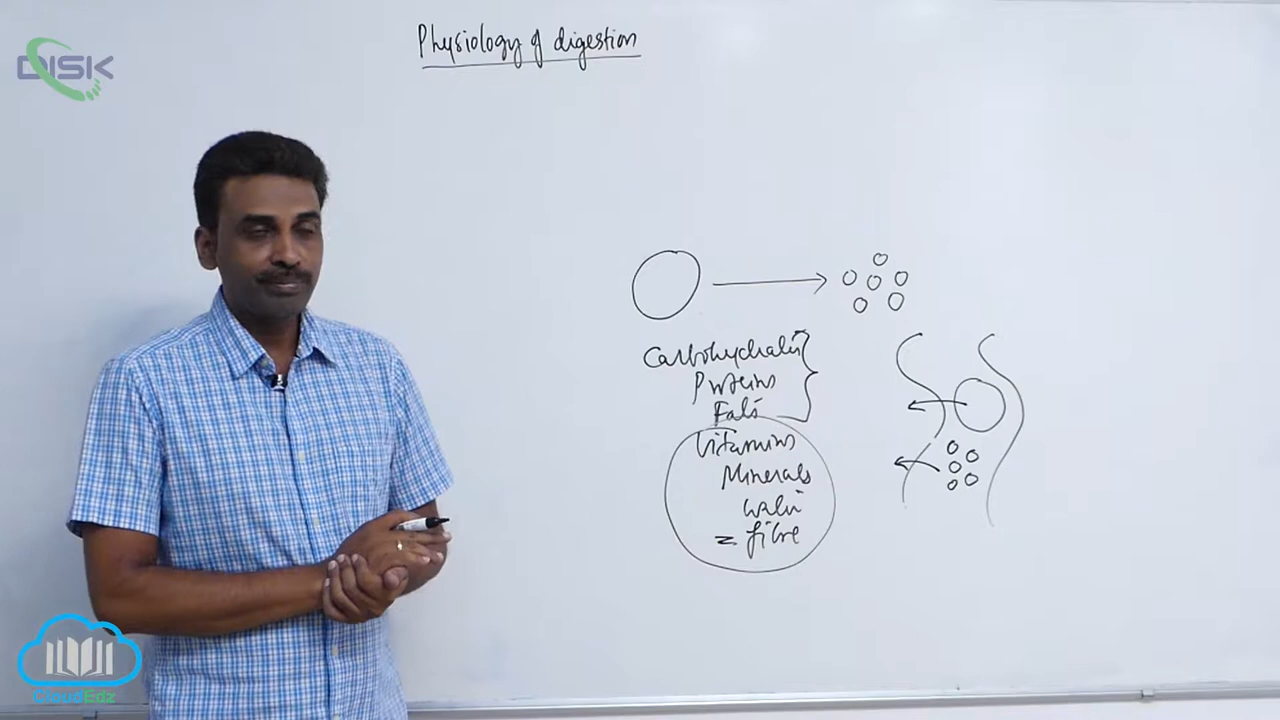 DISK
Physiology of digestion
Carbohydrates
Proteins
Fats
Vitamins
Minerals
Water
= fibre
CloudEdz